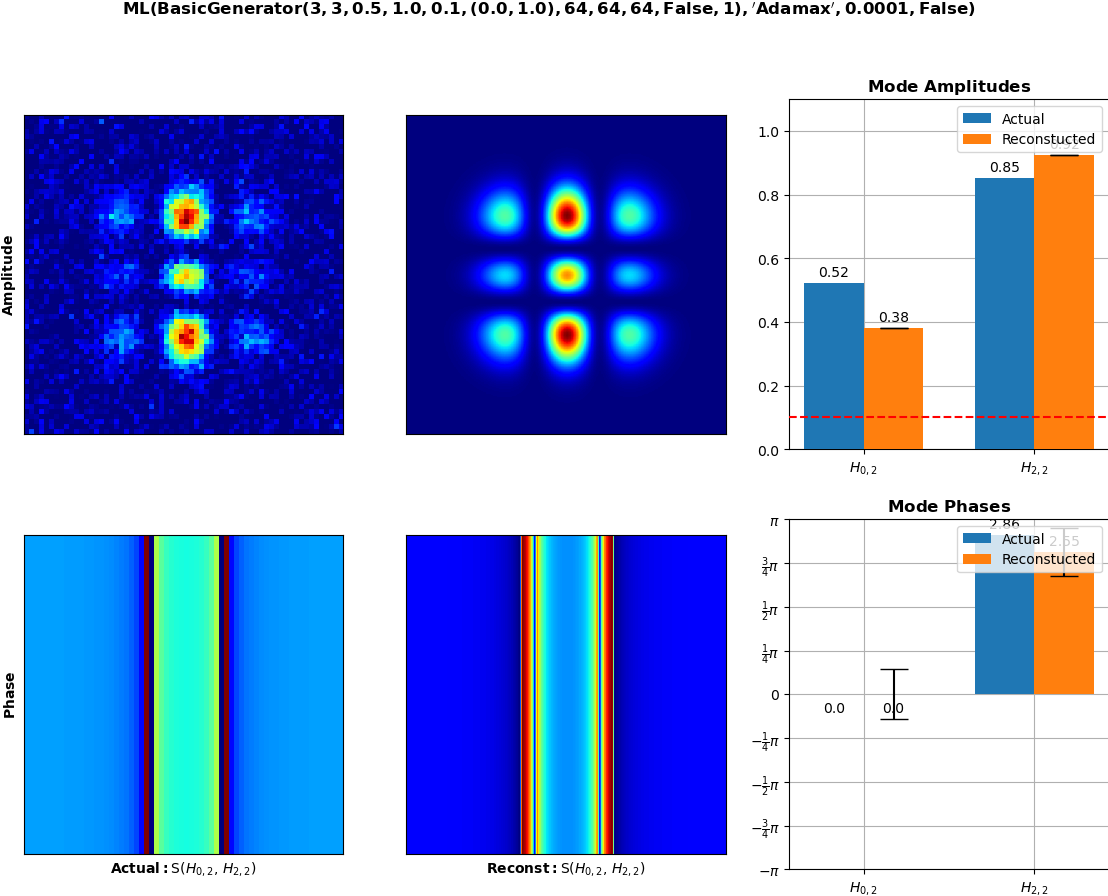 ML(BasicGenerator(3, 3, 0.5, 1.0, 0.1, (0.0, 1.0), 64, 64, 64, False, 1), 'Adamax', 0.0001, False)
Amplitude
Mode Amplitudes
Actual
Reconstucted
0.92
0.85
0.52
0.38
1.0
0.8
0.6
0.4
0.2
0.0
H0, 2
H2, 2
Phase
Actual: S(H0, 2, H2, 2)
Reconst: S(H0, 2, H2, 2)
Mode Phases
Actual
Reconstucted
2.86
2.55
0.0
0.0
π
3/4π
1/2π
1/4π
0
−1/4π
−1/2π
−3/4π
−π
H0, 2
H2, 2